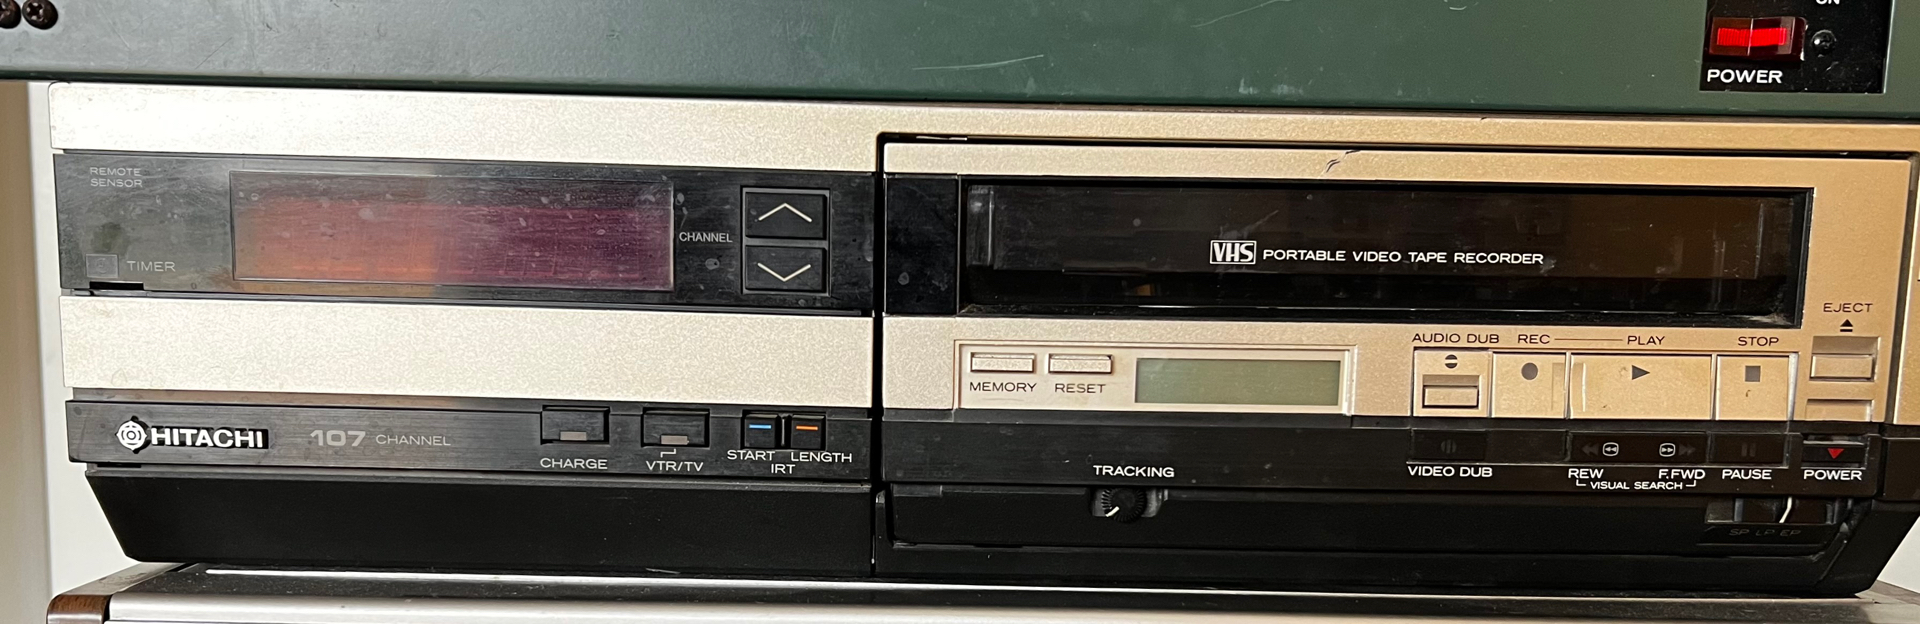 ON
POWER
REMOTE
SENSOR
TIMER
CHANNEL
HITACHI
107 CHANNEL
CHARGE
VTR/TV
START LENGTH
IRT
VHS PORTABLE VIDEO TAPE RECORDER
EJECT
AUDIO DUB REC PLAY STOP
MEMORY RESET
TRACKING
VIDEO DUB REW F.FWD PAUSE POWER
VISUAL SEARCH
SP LP EP